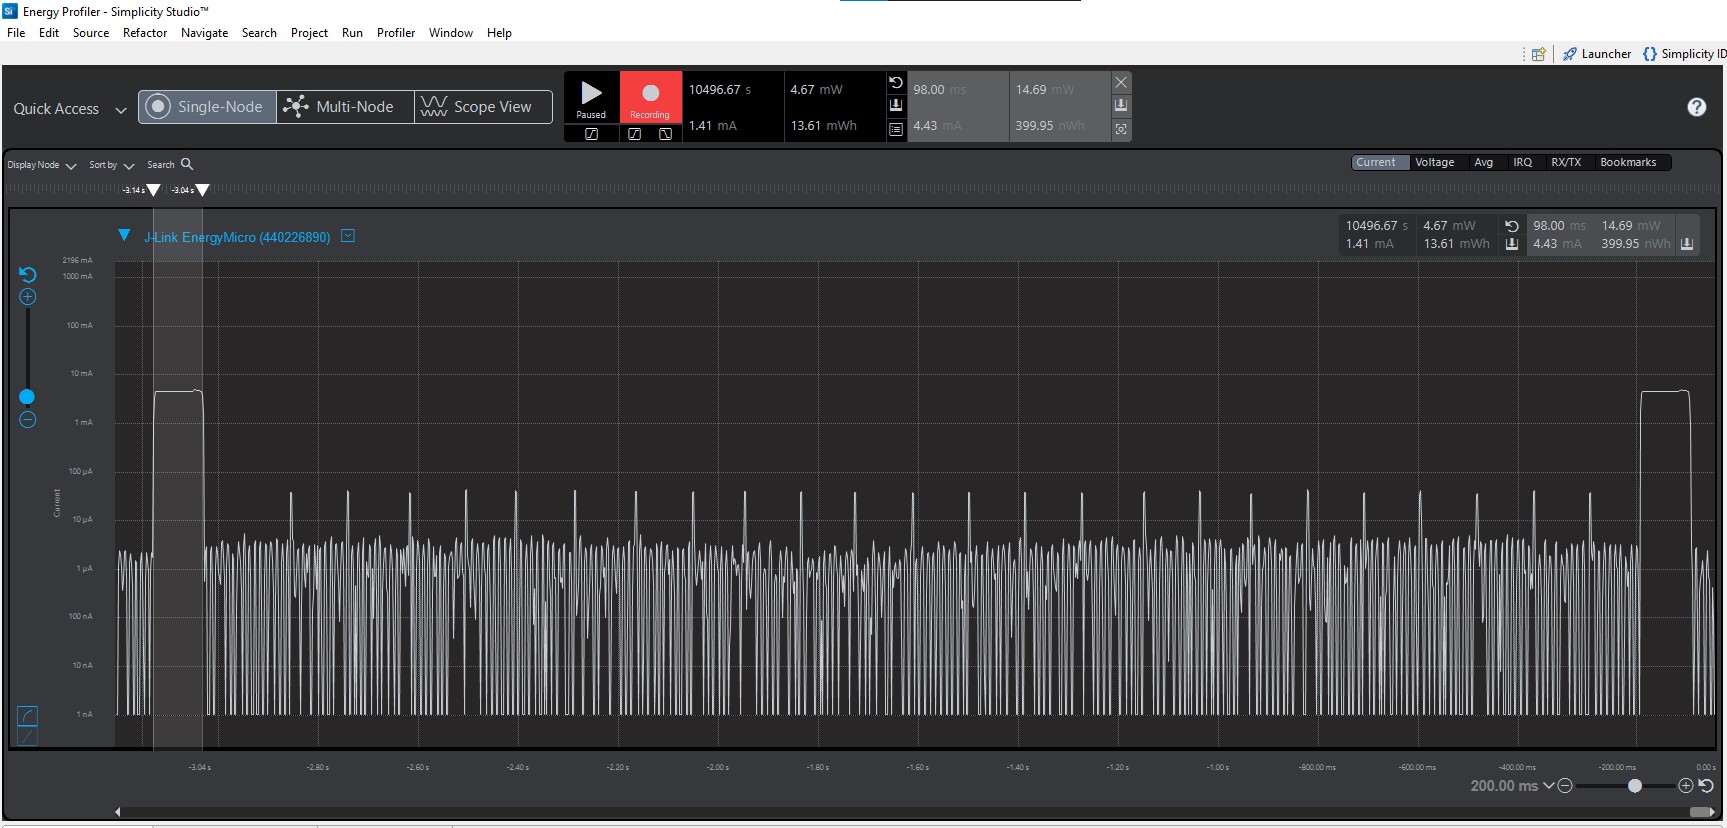 Si Energy Profiler - Simplicity Studio™
File Edit Source Refactor Navigate Search Project Run Profiler Window Help
Launcher {} Simplicity ID
Quick Access Single-Node Multi-Node Scope View
Paused Recording
10496.67 s 4.67 mW 98.00 ms 14.69 mW
1.41 mA 13.61 mWh 4.43 mA 399.95 nWh
?
Display Node Sort by Search
Current Voltage Avg IRQ RX/TX Bookmarks
-3.14 s -3.04 s
J-Link EnergyMicro (440226890)
10496.67 s 4.67 mW 98.00 ms 14.69 mW
1.41 mA 13.61 mWh 4.43 mA 399.95 nWh
2196 mA
1000 mA
100 mA
10 mA
1 mA
100 µA
10 µA
1 µA
100 nA
10 nA
1 nA
Current
-3.04 s -2.80 s -2.60 s -2.40 s -2.20 s -2.00 s -1.80 s -1.60 s -1.40 s -1.20 s -1.00 s -800.00 ms -600.00 ms -400.00 ms -200.00 ms 0.00 s
200.00 ms